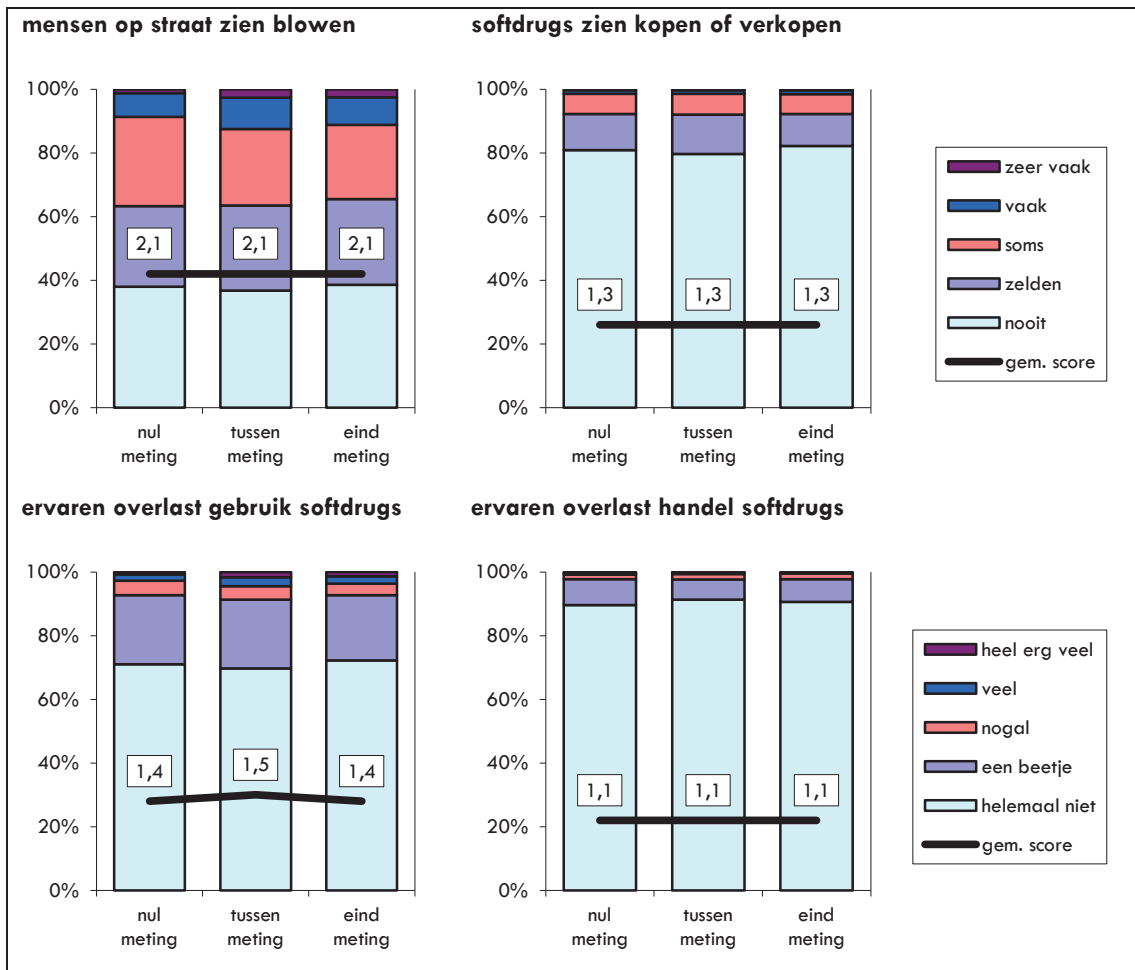 mensen op straat zien blowen
100%
80%
60%
40%
20%
0%
2,1
2,1
2,1
nul
meting
tussen
meting
eind
meting
softdrugs zien kopen of verkopen
100%
80%
60%
40%
20%
0%
1,3
1,3
1,3
nul
meting
tussen
meting
eind
meting
zeer vaak
vaak
soms
zelden
nooit
gem. score
ervaren overlast gebruik softdrugs
100%
80%
60%
40%
20%
0%
1,4
1,5
1,4
nul
meting
tussen
meting
eind
meting
ervaren overlast handel softdrugs
100%
80%
60%
40%
20%
0%
1,1
1,1
1,1
nul
meting
tussen
meting
eind
meting
heel erg veel
veel
nogal
een beetje
helemaal niet
gem. score